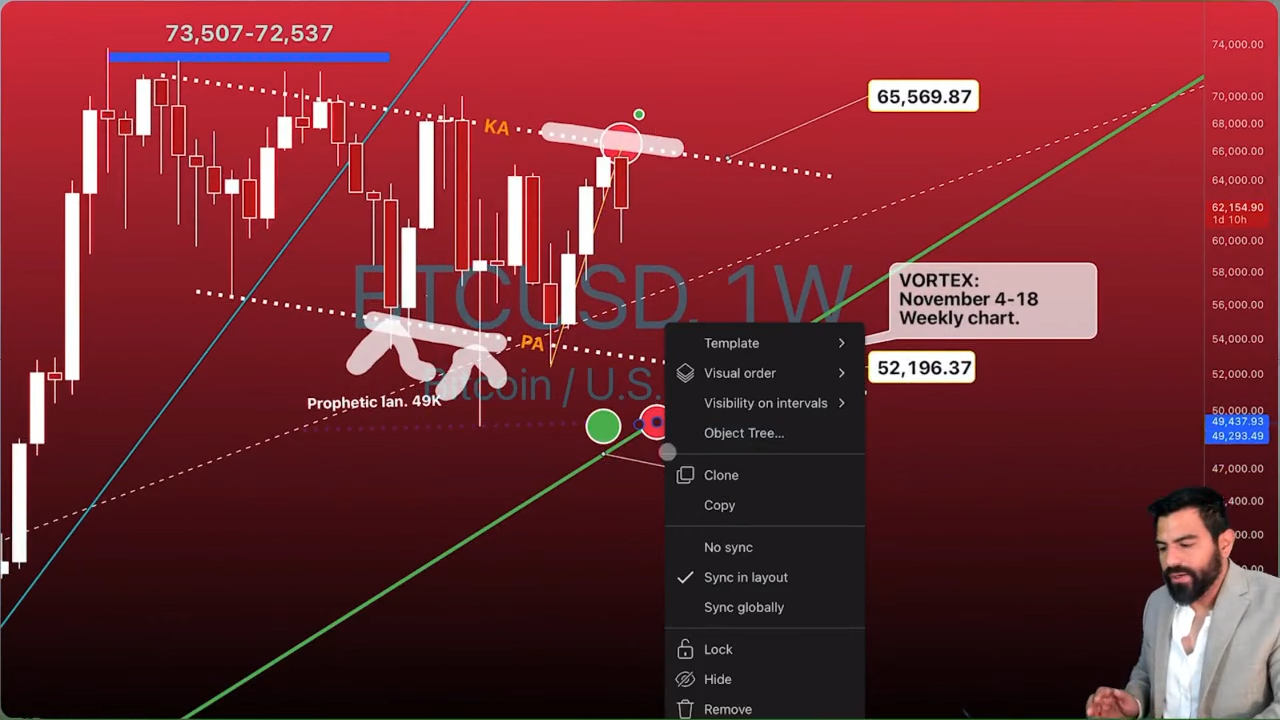 73,507-72,537
74,000.00
65,569.87
70,000.00
KA
68,000.00
66,000.00
64,000.00
62,154.90
1d 10h
60,000.00
BTCUSD, 1W
58,000.00
VORTEX:
November 4-18
Weekly chart.
56,000.00
54,000.00
PA
Template
52,196.37
52,000.00
Bitcoin / U.S.
Visual order
Prophetic lan. 49K
Visibility on intervals
50,000.00
49,437.93
49,293.49
Object Tree...
47,000.00
Clone
Copy
No sync
Sync in layout
Sync globally
Lock
Hide
Remove